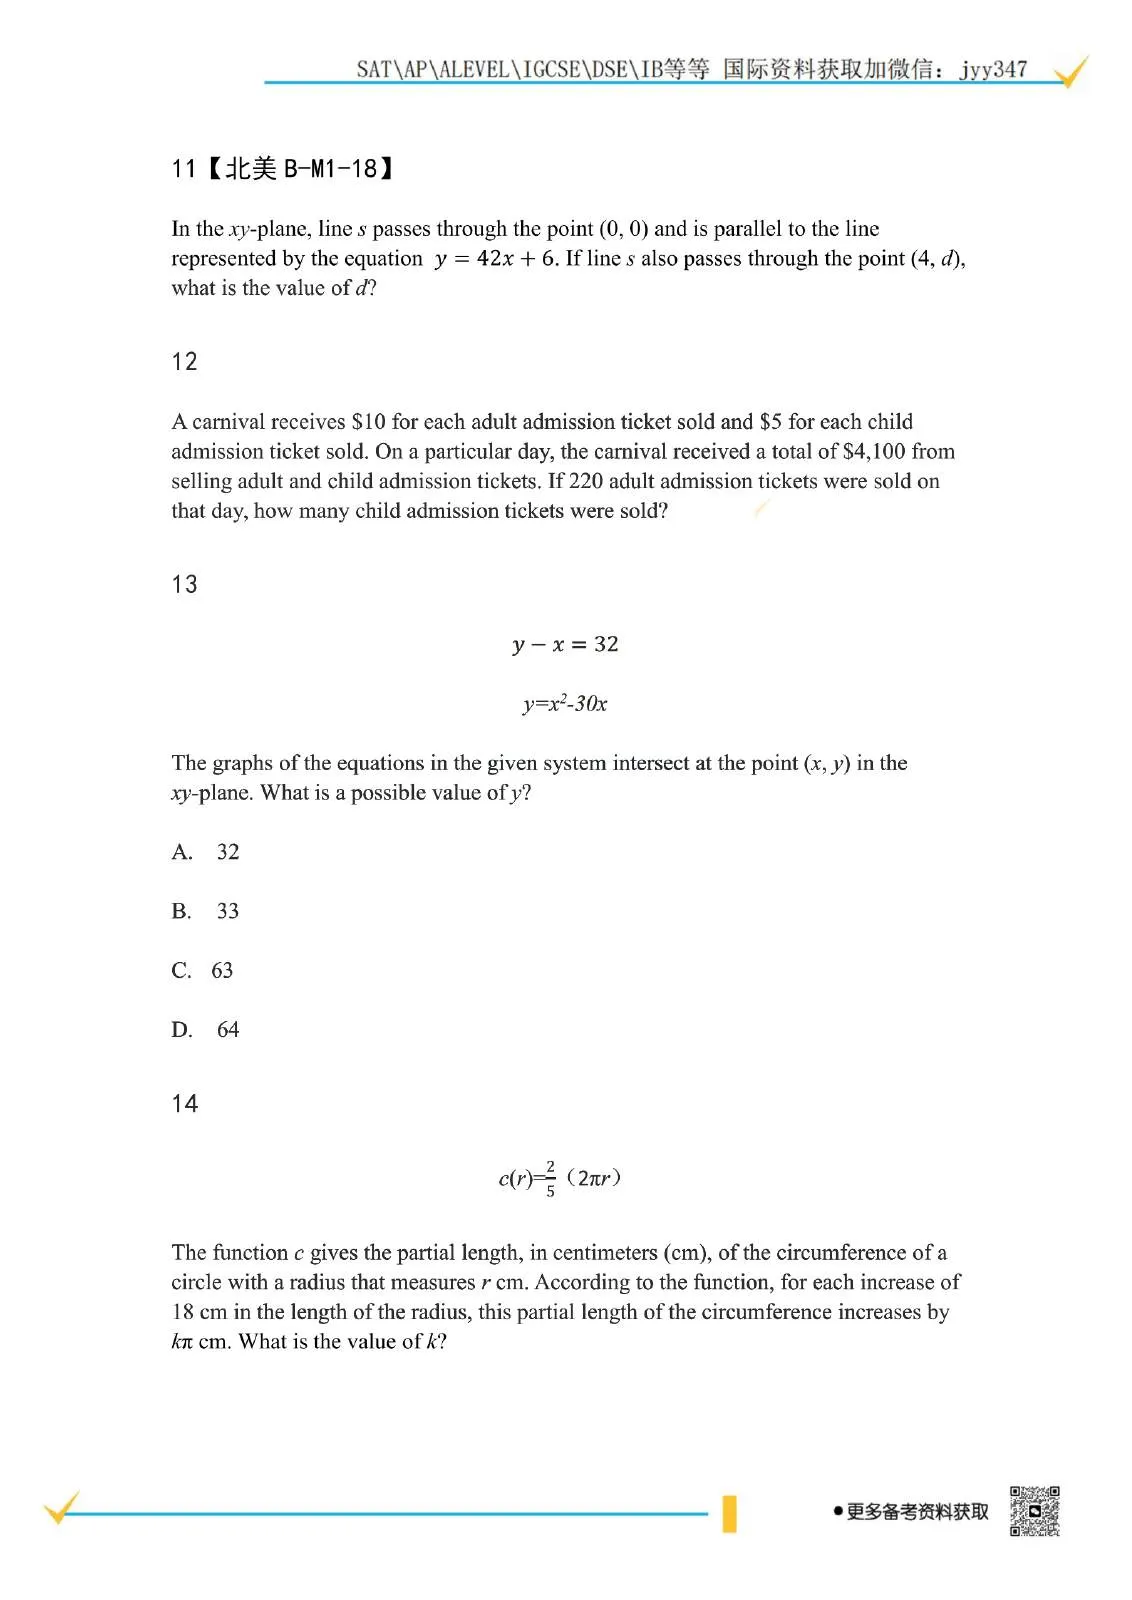 SAT\AP\ALEVEL\IGCSE\DSE\IB等等 国际资料获取加微信：jyy347
11【北美 B-M1-18】
In the xy-plane, line s passes through the point (0, 0) and is parallel to the line
represented by the equation y = 42x + 6. If line s also passes through the point (4, d),
what is the value of d?
12
A carnival receives $10 for each adult admission ticket sold and $5 for each child
admission ticket sold. On a particular day, the carnival received a total of $4,100 from
selling adult and child admission tickets. If 220 adult admission tickets were sold on
that day, how many child admission tickets were sold?
13
y − x = 32
y=x²-30x
The graphs of the equations in the given system intersect at the point (x, y) in the
xy-plane. What is a possible value of y?
A. 32
B. 33
C. 63
D. 64
14
c(r)=2/5（2πr）
The function c gives the partial length, in centimeters (cm), of the circumference of a
circle with a radius that measures r cm. According to the function, for each increase of
18 cm in the length of the radius, this partial length of the circumference increases by
kπ cm. What is the value of k?
●更多备考资料获取